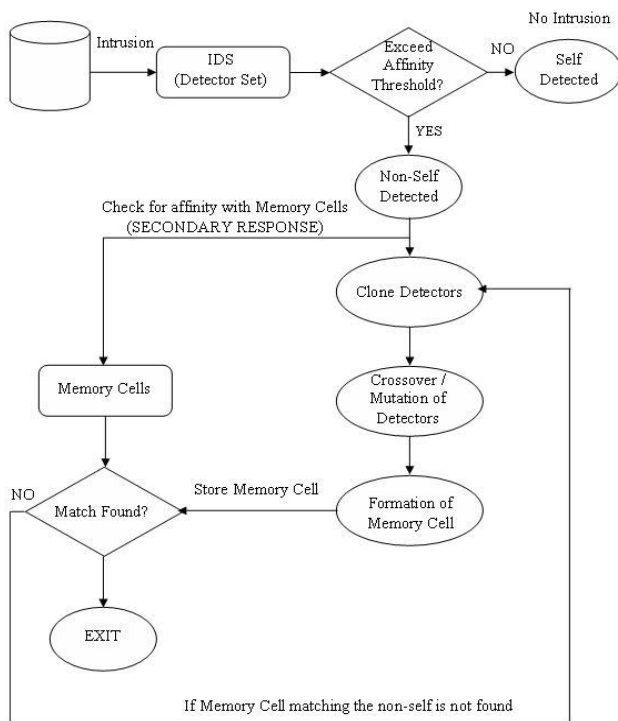 No Intrusion
Intrusion
IDS
(Detector Set)
Exceed
Affinity
Threshold?
NO
Self
Detected
YES
Non-Self
Detected
Check for affinity with Memory Cells
(SECONDARY RESPONSE)
Clone Detectors
Memory Cells
Crossover /
Mutation of
Detectors
NO
Match Found?
Store Memory Cell
Formation of
Memory Cell
EXIT
If Memory Cell matching the non-self is not found